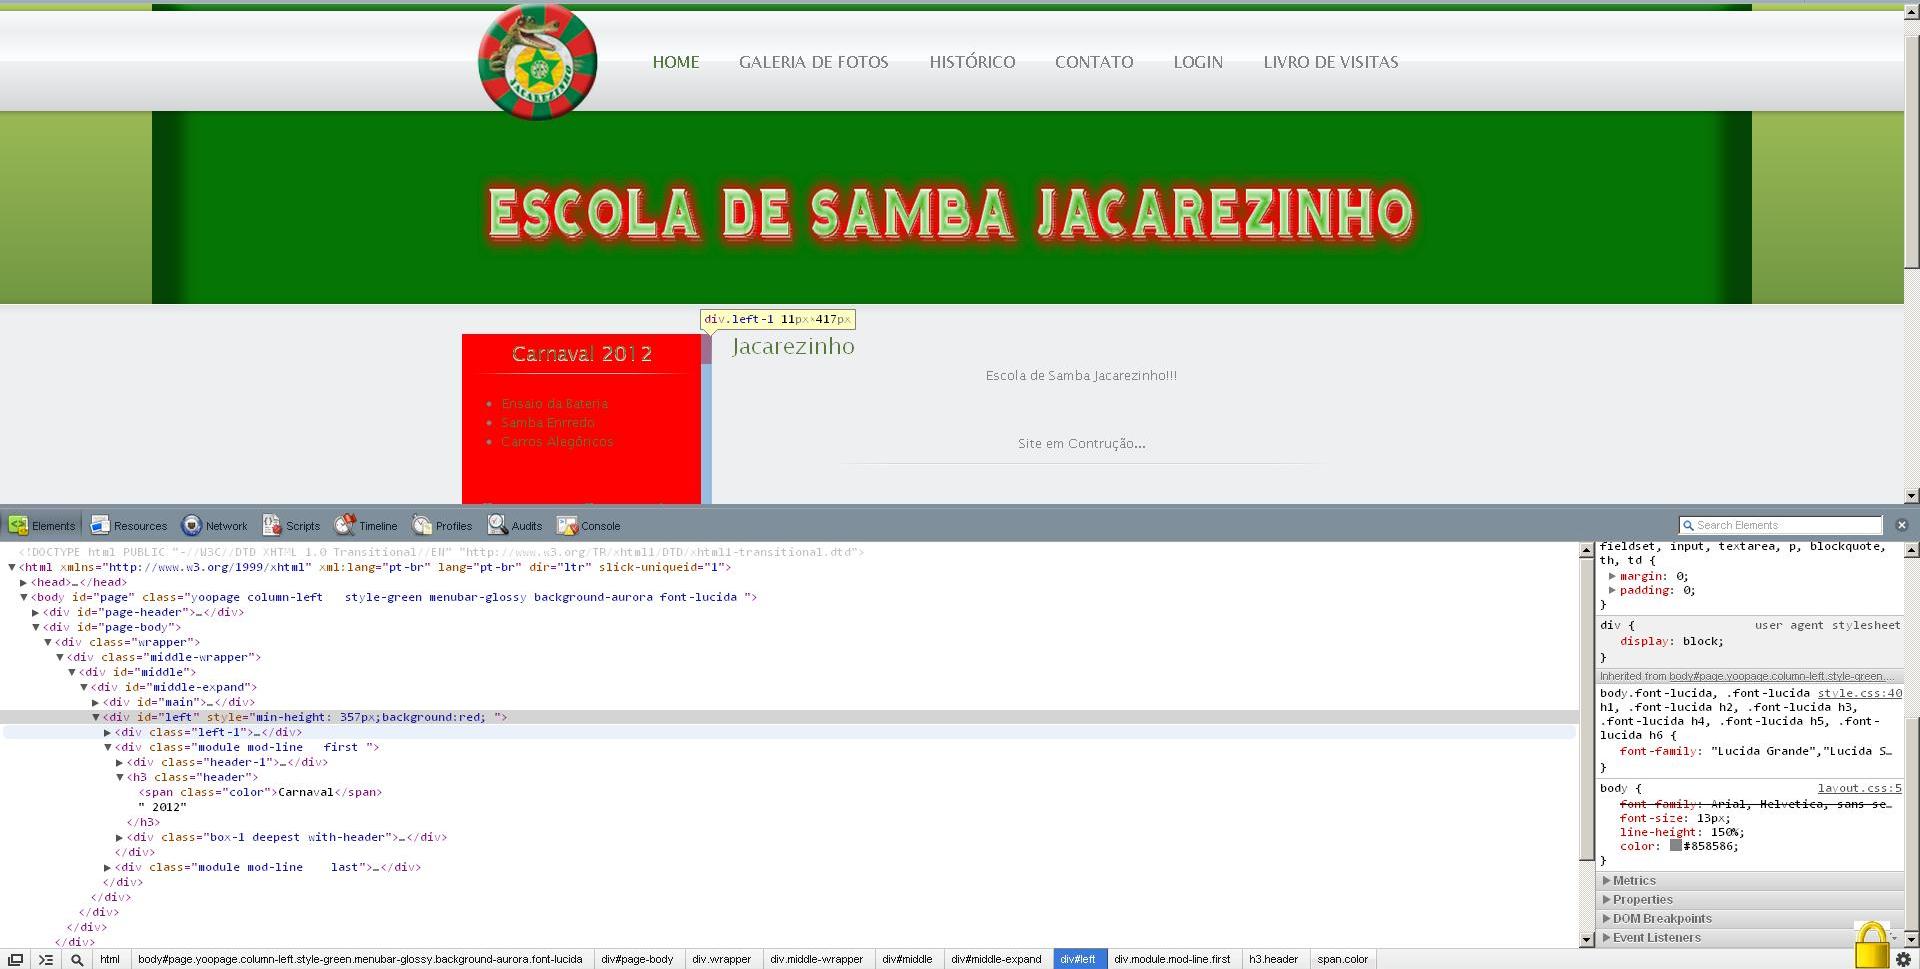 JACAREZINHO
HOME GALERIA DE FOTOS HISTÓRICO CONTATO LOGIN LIVRO DE VISITAS
ESCOLA DE SAMBA JACAREZINHO
div.left-1 11px×417px
Carnaval 2012
Jacarezinho
Escola de Samba Jacarezinho!!!
Ensaio da Bateria
Samba Enrredo
Carros Alegóricos
Site em Contrução...
Elements Resources Network Scripts Timeline Profiles Audits Console Search Elements
<!DOCTYPE html PUBLIC "-//W3C//DTD XHTML 1.0 Transitional//EN" "http://www.w3.org/TR/xhtml1/DTD/xhtml1-transitional.dtd">
<html xmlns="http://www.w3.org/1999/xhtml" xml:lang="pt-br" lang="pt-br" dir="ltr" slick-uniqueid="1">
<head>…</head>
<body id="page" class="yoopage column-left style-green menubar-glossy background-aurora font-lucida ">
<div id="page-header">…</div>
<div id="page-body">
<div class="wrapper">
<div class="middle-wrapper">
<div id="middle">
<div id="middle-expand">
<div id="main">…</div>
<div id="left" style="min-height: 357px;background:red; ">
<div class="left-1">…</div>
<div class="module mod-line first ">
<div class="header-1">…</div>
<h3 class="header">
<span class="color">Carnaval</span>
" 2012"
</h3>
<div class="box-1 deepest with-header">…</div>
</div>
<div class="module mod-line last">…</div>
</div>
</div>
</div>
</div>
</div>
fieldset, input, textarea, p, blockquote,
th, td {
margin: 0;
padding: 0;
}
div { user agent stylesheet
display: block;
}
Inherited from body#page.yoopage.column-left.style-green....
body.font-lucida, .font-lucida style.css:40
h1, .font-lucida h2, .font-lucida h3,
.font-lucida h4, .font-lucida h5, .font-
lucida h6 {
font-family: "Lucida Grande","Lucida S…
}
body { layout.css:5
font-family: Arial, Helvetica, sans-se…
font-size: 13px;
line-height: 150%;
color: #858586;
}
Metrics
Properties
DOM Breakpoints
Event Listeners
html body#page.yoopage.column-left.style-green.menubar-glossy.background-aurora.font-lucida div#page-body div.wrapper div.middle-wrapper div#middle div#middle-expand div#left div.module.mod-line.first h3.header span.color